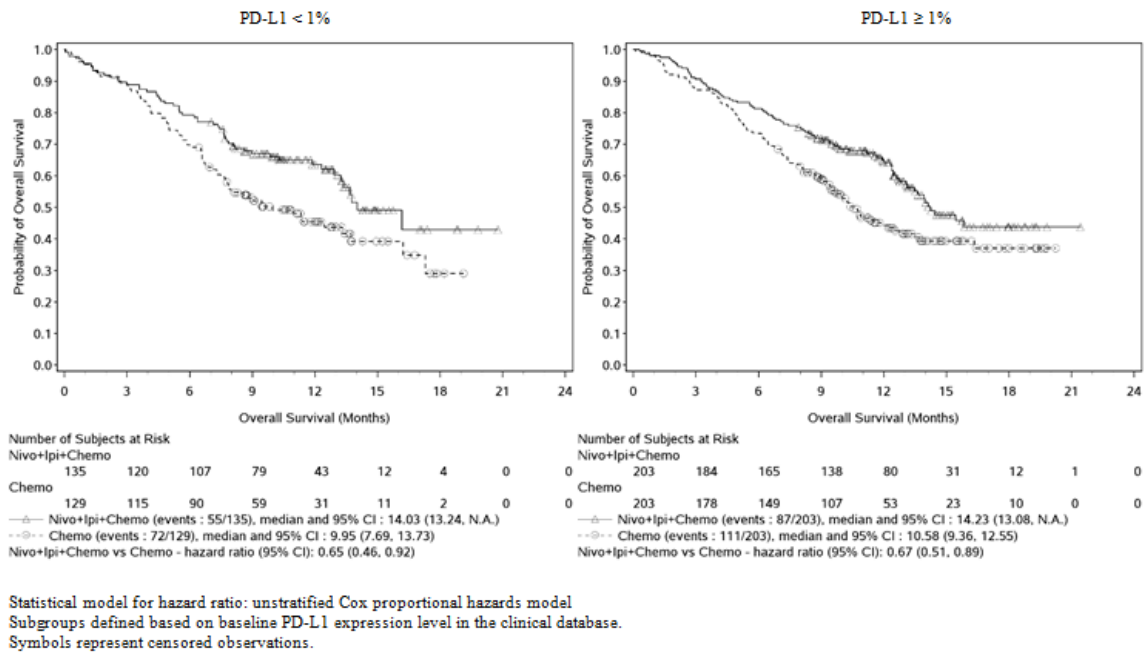 PD-L1 < 1%
PD-L1 ≥ 1%
Probability of Overall Survival
1.0
0.9
0.8
0.7
0.6
0.5
0.4
0.3
0.2
0.1
0.0
0 3 6 9 12 15 18 21 24
Overall Survival (Months)
Number of Subjects at Risk
Nivo+Ipi+Chemo
135 120 107 79 43 12 4 0 0
Chemo
129 115 90 59 31 11 2 0 0
Nivo+Ipi+Chemo (events : 55/135), median and 95% CI : 14.03 (13.24, N.A.)
Chemo (events : 72/129), median and 95% CI : 9.95 (7.69, 13.73)
Nivo+Ipi+Chemo vs Chemo - hazard ratio (95% CI): 0.65 (0.46, 0.92)
Probability of Overall Survival
1.0
0.9
0.8
0.7
0.6
0.5
0.4
0.3
0.2
0.1
0.0
0 3 6 9 12 15 18 21 24
Overall Survival (Months)
Number of Subjects at Risk
Nivo+Ipi+Chemo
203 184 165 138 80 31 12 1 0
Chemo
203 178 149 107 53 23 10 0 0
Nivo+Ipi+Chemo (events : 87/203), median and 95% CI : 14.23 (13.08, N.A.)
Chemo (events : 111/203), median and 95% CI : 10.58 (9.36, 12.55)
Nivo+Ipi+Chemo vs Chemo - hazard ratio (95% CI): 0.67 (0.51, 0.89)
Statistical model for hazard ratio: unstratified Cox proportional hazards model
Subgroups defined based on baseline PD-L1 expression level in the clinical database.
Symbols represent censored observations.